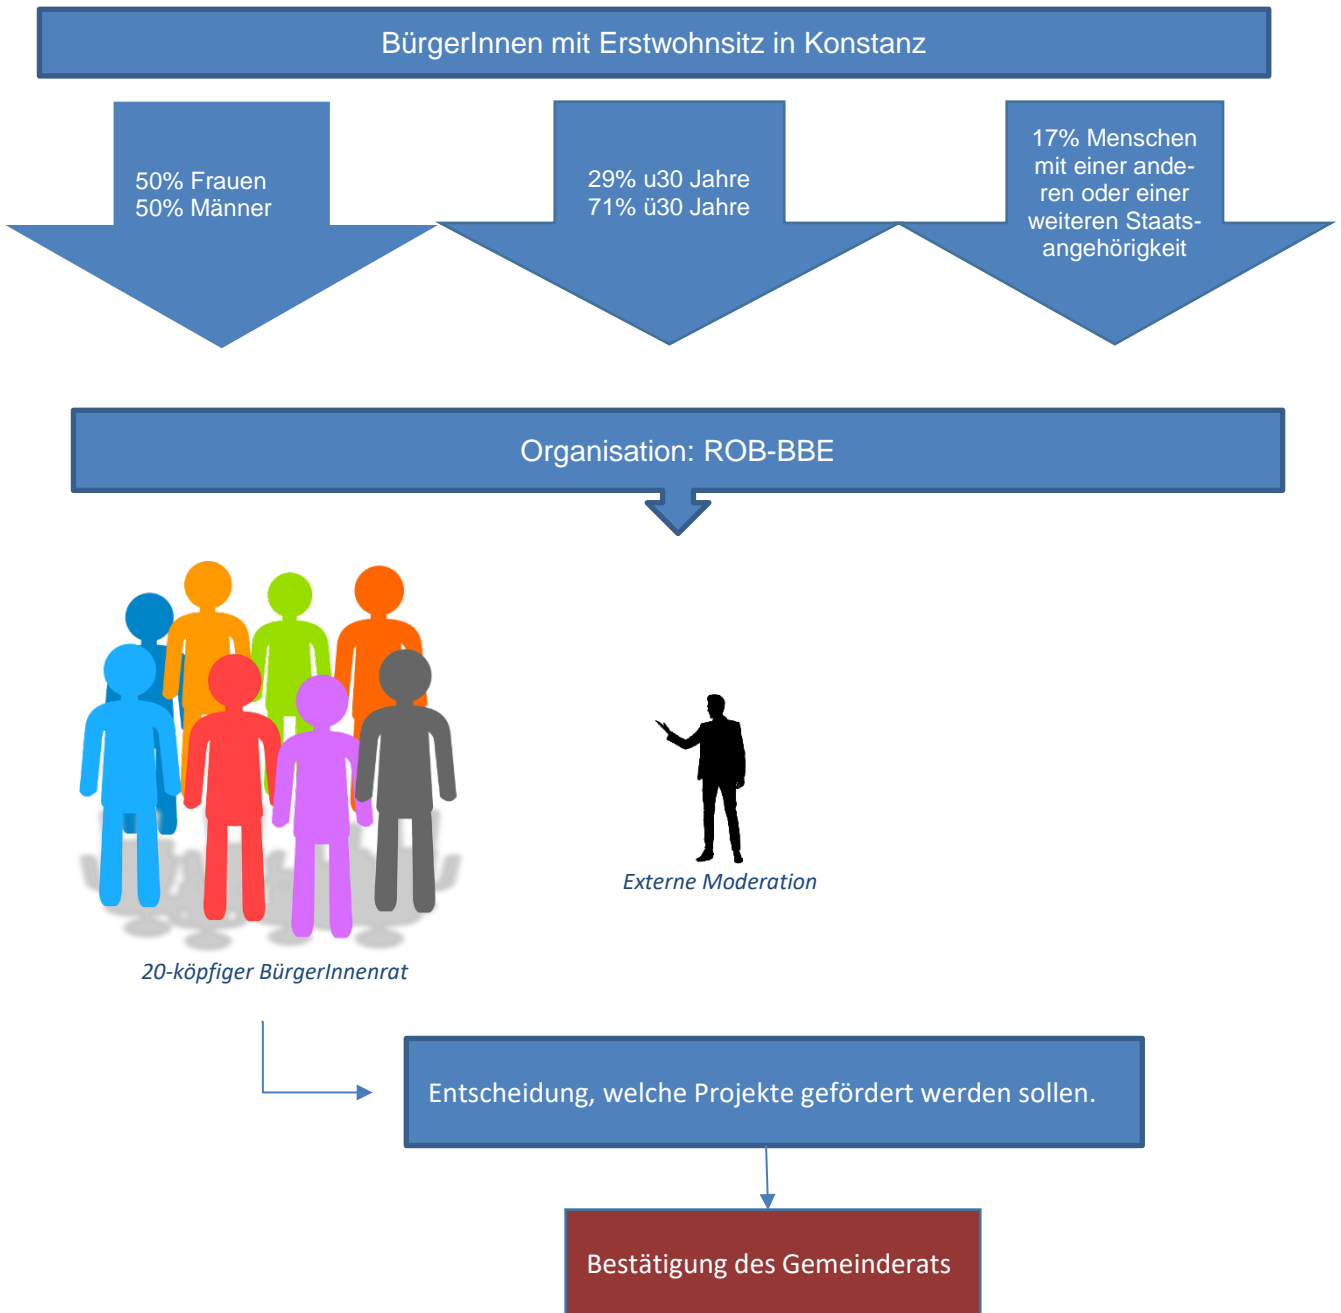 BürgerInnen mit Erstwohnsitz in Konstanz
50% Frauen
50% Männer
29% u30 Jahre
71% ü30 Jahre
17% Menschen
mit einer ande-
ren oder einer
weiteren Staats-
angehörigkeit
Organisation: ROB-BBE
Externe Moderation
20-köpfiger BürgerInnenrat
Entscheidung, welche Projekte gefördert werden sollen.
Bestätigung des Gemeinderats